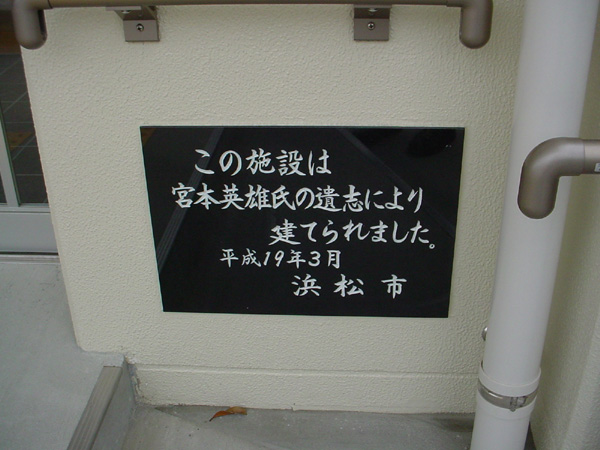 この施設は
宮本英雄氏の遺志により
建てられました。
平成19年3月
浜松市